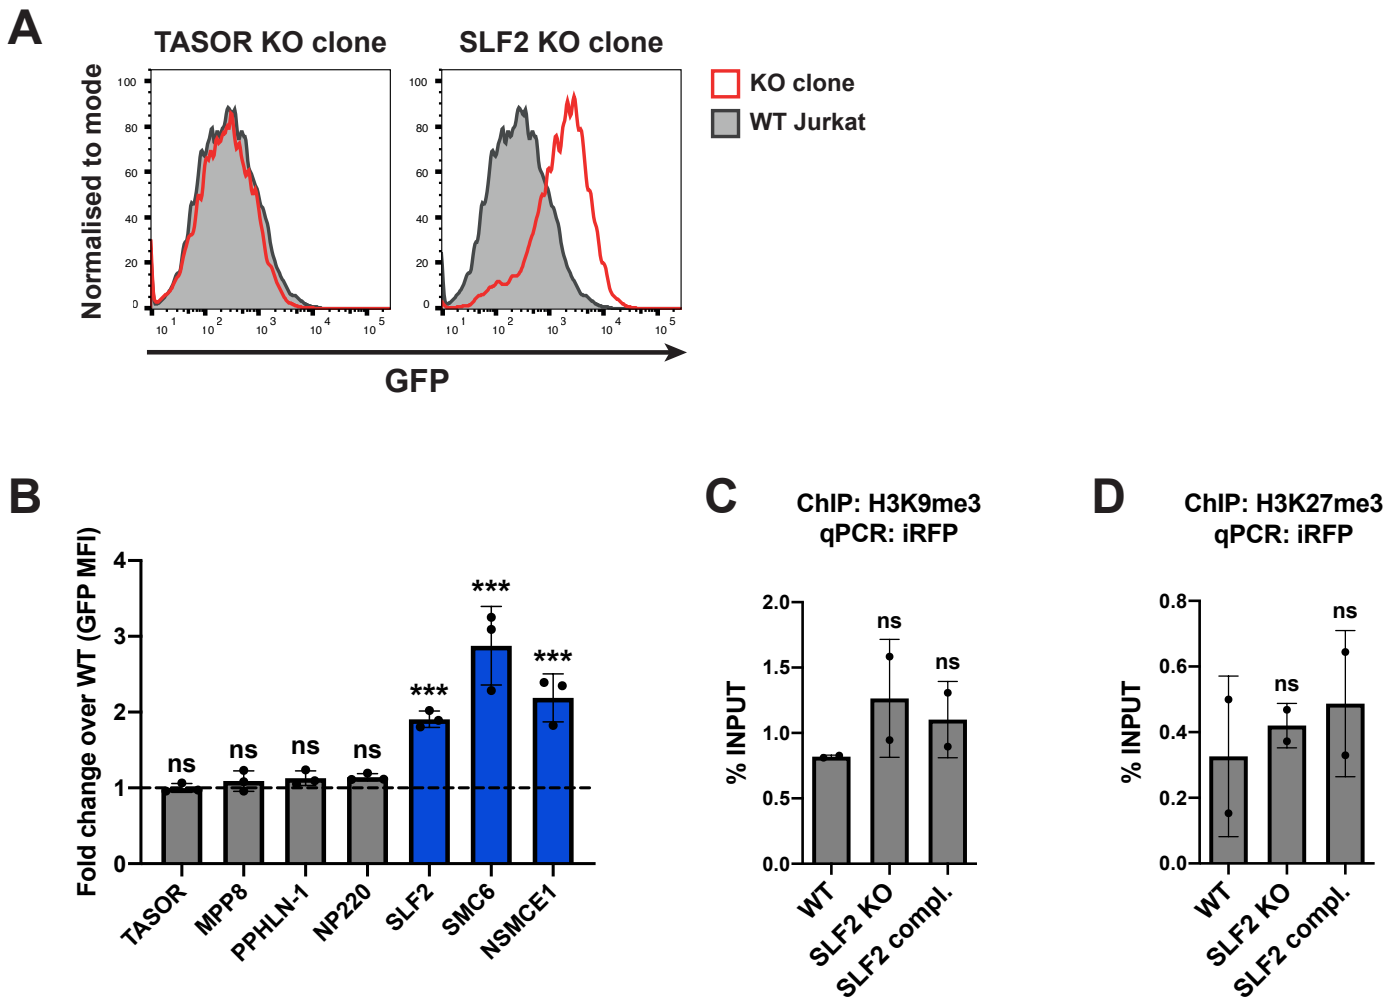 A
TASOR KO clone
SLF2 KO clone
KO clone
WT Jurkat
Normalised to mode
100
80
60
40
20
0
10 1
10 2
10 3
10 4
10 5
100
80
60
40
20
0
10 1
10 2
10 3
10 4
10 5
GFP
B
Fold change over WT (GFP MFI)
4
3
2
1
0
ns
ns
ns
ns
***
***
***
TASOR
MPP8
PPHLN-1
NP220
SLF2
SMC6
NSMCE1
C
ChIP: H3K9me3
qPCR: iRFP
% INPUT
2.0
1.5
1.0
0.5
0.0
ns
ns
WT
SLF2 KO
SLF2 compl.
D
ChIP: H3K27me3
qPCR: iRFP
% INPUT
0.8
0.6
0.4
0.2
0.0
ns
ns
WT
SLF2 KO
SLF2 compl.